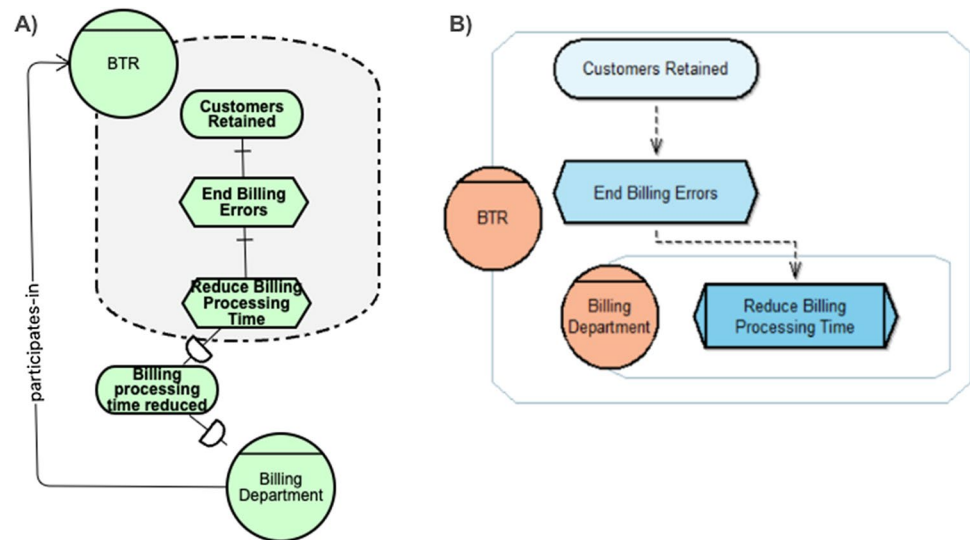 A)
BTR
Customers
Retained
End Billing
Errors
Reduce Billing
Processing
Time
Billing
processing
time reduced
participates-in
Billing
Department
B)
Customers Retained
End Billing Errors
BTR
Billing
Department
Reduce Billing
Processing Time